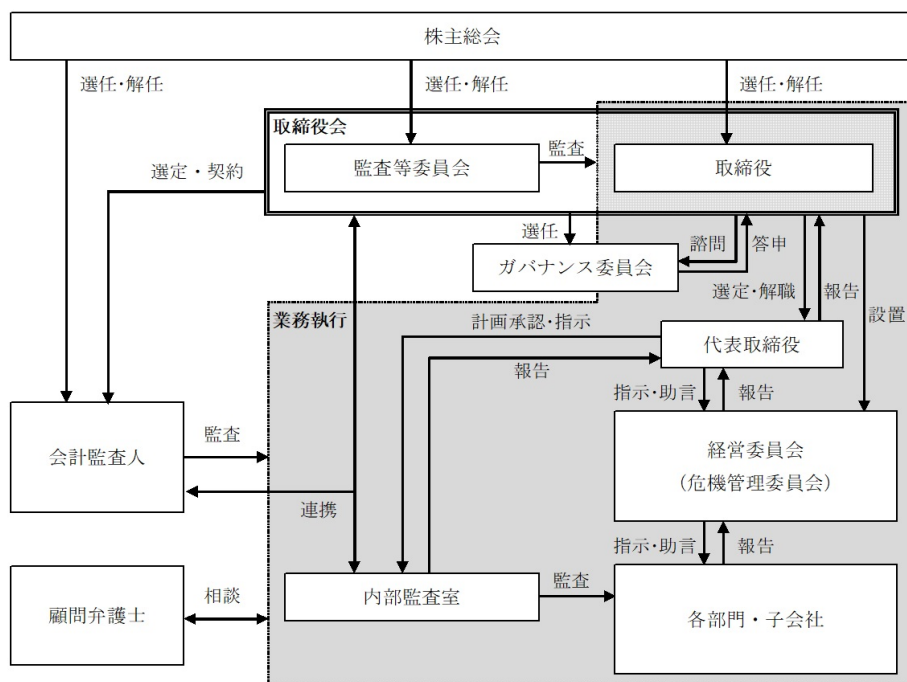 株主総会
選任･解任
選任･解任
選任･解任
取締役会
監査等委員会
監査
取締役
選定・契約
選任
諮問
答申
ガバナンス委員会
選定･解職
報告
設置
業務執行
計画承認･指示
代表取締役
報告
指示･助言
報告
会計監査人
監査
経営委員会
（危機管理委員会）
連携
指示･助言
報告
顧問弁護士
相談
内部監査室
監査
各部門・子会社